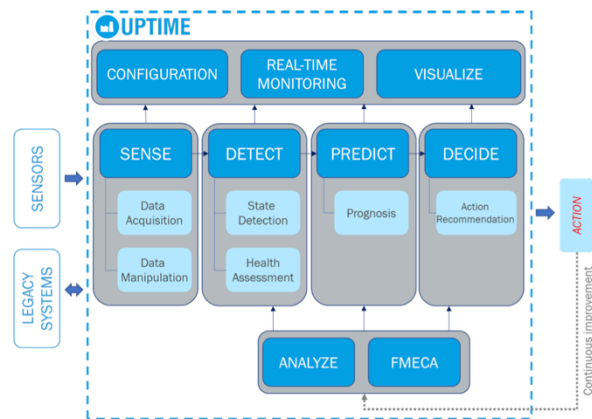 UPTIME
CONFIGURATION
REAL-TIME
MONITORING
VISUALIZE
SENSORS
LEGACY
SYSTEMS
SENSE
Data
Acquisition
Data
Manipulation
DETECT
State
Detection
Health
Assessment
PREDICT
Prognosis
DECIDE
Action
Recommendation
ACTION
Continuous improvement
ANALYZE
FMECA